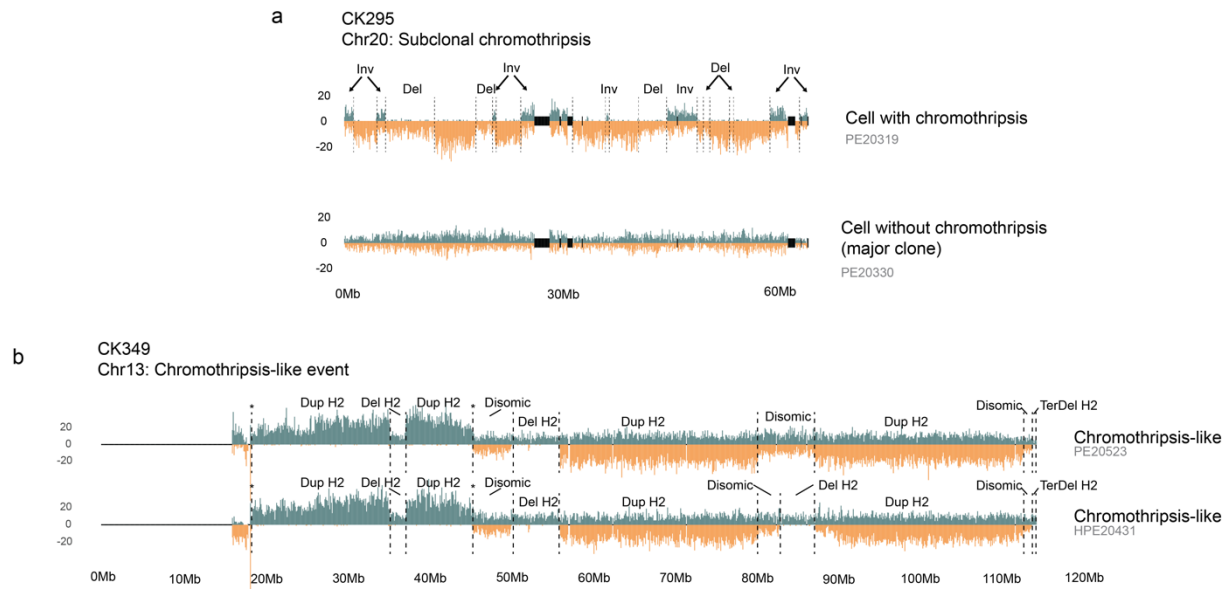 a
CK295
Chr20: Subclonal chromothripsis
Inv Del Del Inv Inv Del Inv Del Inv
20
0
-20
Cell with chromothripsis
PE20319
20
0
-20
Cell without chromothripsis
(major clone)
PE20330
0Mb 30Mb 60Mb
b
CK349
Chr13: Chromothripsis-like event
* Dup H2 Del H2 Dup H2 * Disomic Del H2 Dup H2 Disomic Dup H2 Disomic TerDel H2
20
0
-20
Chromothripsis-like
PE20523
* Dup H2 Del H2 Dup H2 * Disomic Del H2 Dup H2 Disomic Del H2 Dup H2 Disomic TerDel H2
20
0
-20
Chromothripsis-like
HPE20431
0Mb 10Mb 20Mb 30Mb 40Mb 50Mb 60Mb 70Mb 80Mb 90Mb 100Mb 110Mb 120Mb